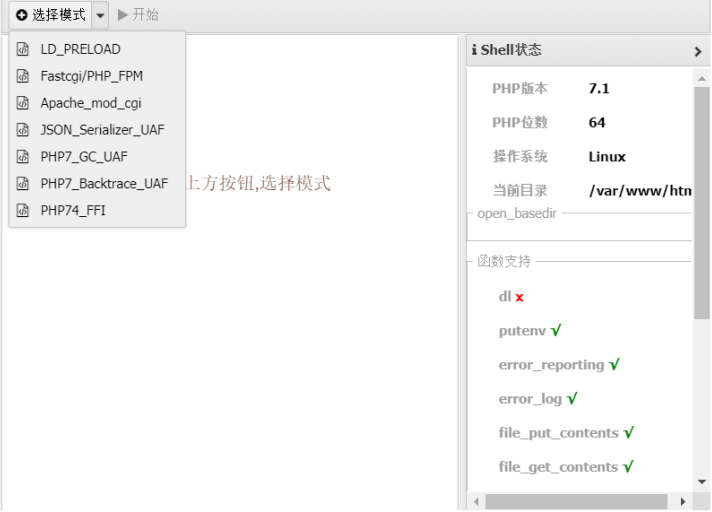 选择模式 开始
LD_PRELOAD
Fastcgi/PHP_FPM
Apache_mod_cgi
JSON_Serializer_UAF
PHP7_GC_UAF
PHP7_Backtrace_UAF
PHP74_FFI
上方按钮,选择模式
Shell状态
PHP版本 7.1
PHP位数 64
操作系统 Linux
当前目录 /var/www/htm
open_basedir
函数支持
dl x
putenv √
error_reporting √
error_log √
file_put_contents √
file_get_contents √